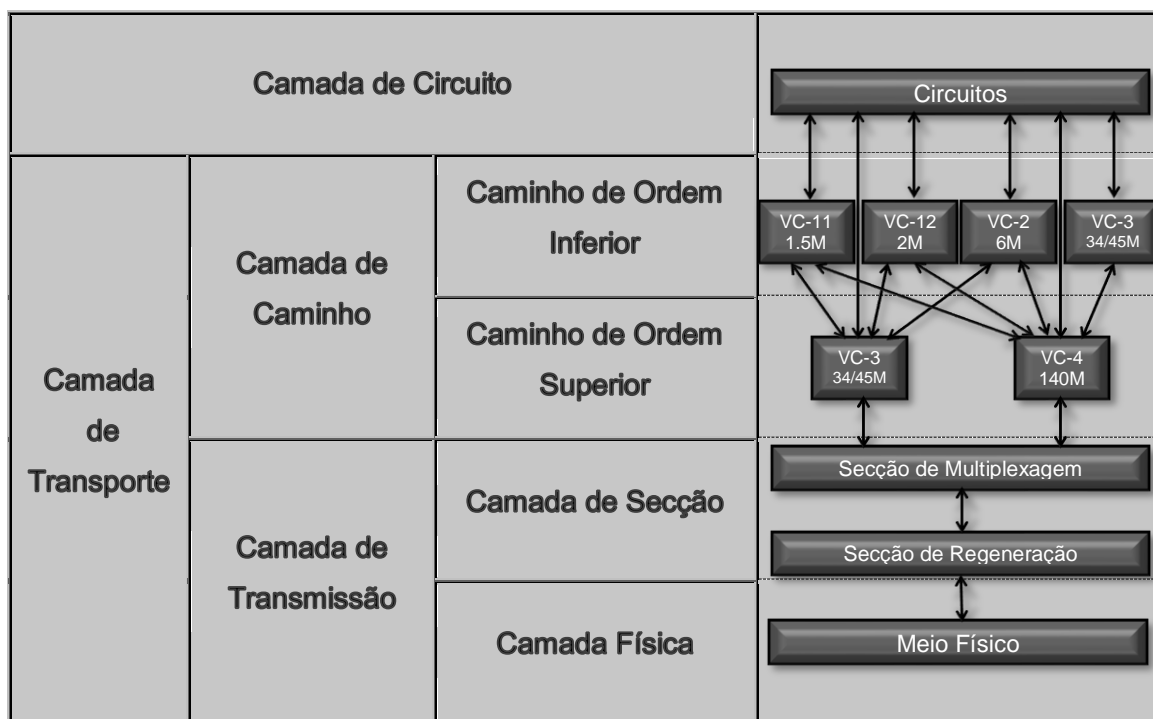 Camada de Circuito
Circuitos
Camada
de
Transporte
Camada de
Caminho
Caminho de Ordem
Inferior
VC-11
1.5M
VC-12
2M
VC-2
6M
VC-3
34/45M
Caminho de Ordem
Superior
VC-3
34/45M
VC-4
140M
Camada de
Transmissão
Camada de Secção
Secção de Multiplexagem
Secção de Regeneração
Camada Física
Meio Físico